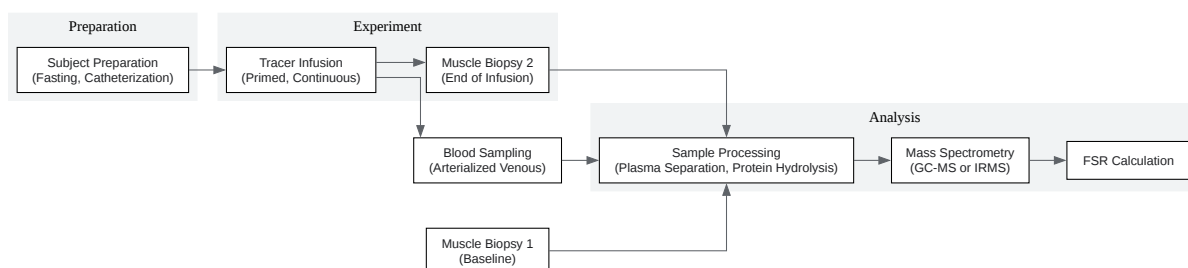 Preparation
Experiment
Subject Preparation
(Fasting, Catheterization)
Tracer Infusion
(Primed, Continuous)
Muscle Biopsy 2
(End of Infusion)
Analysis
Blood Sampling
(Arterialized Venous)
Sample Processing
(Plasma Separation, Protein Hydrolysis)
Mass Spectrometry
(GC-MS or IRMS)
FSR Calculation
Muscle Biopsy 1
(Baseline)